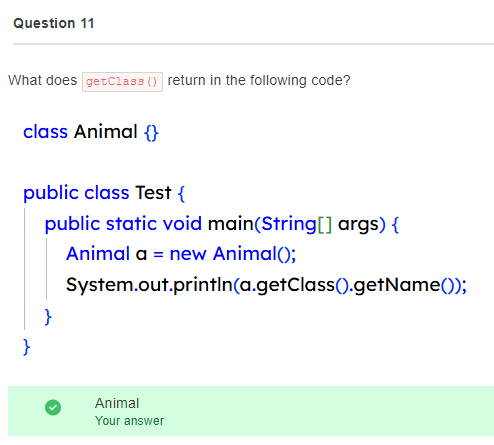 Question 11
What does getClass() return in the following code?
class Animal {}
public class Test {
public static void main(String[] args) {
Animal a = new Animal();
System.out.println(a.getClass().getName());
}
}
Animal
Your answer